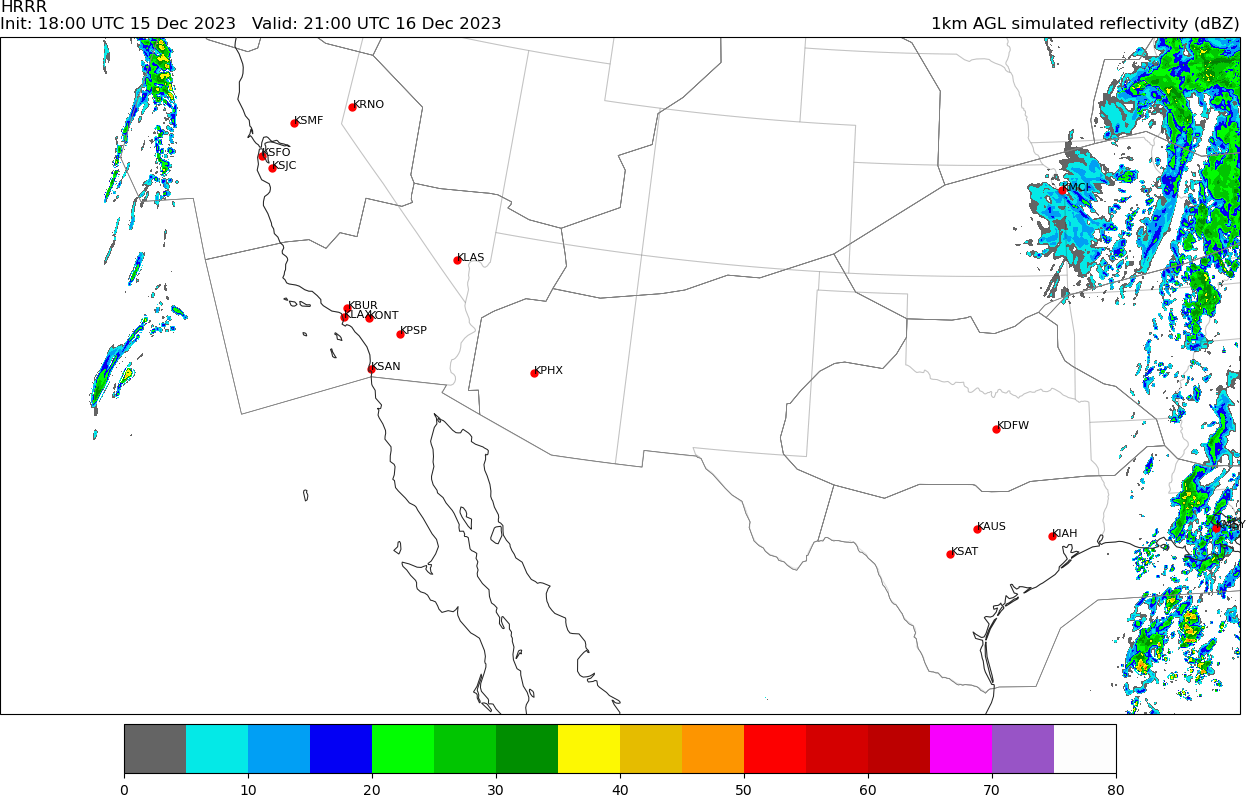 HRRR
Init: 18:00 UTC 15 Dec 2023   Valid: 21:00 UTC 16 Dec 2023   1km AGL simulated reflectivity (dBZ)
KRNO
KSMF
KSFO
KSJC
KMCI
KLAS
KBUR
KLAX KONT
KPSP
KSAN
KPHX
KDFW
KMSY
KAUS
KIAH
KSAT
0 10 20 30 40 50 60 70 80